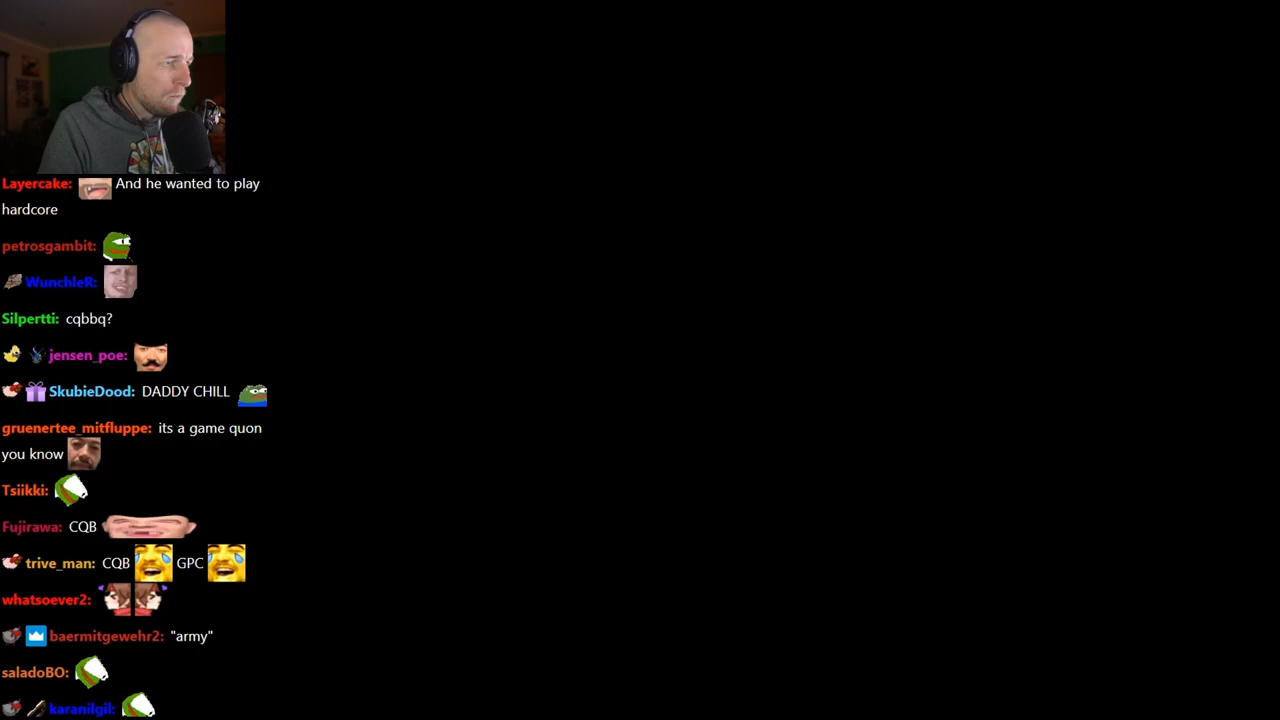 Layercake: And he wanted to play
hardcore
petrosgambit:
WunchleR:
Silpertti: cqbbq?
jensen_poe:
SkubieDood: DADDY CHILL
gruenertee_mitfluppe: its a game quon
you know
Tsiikki:
Fujirawa: CQB
trive_man: CQB GPC
whatsoever2:
baermitgewehr2: "army"
saladoBO:
karanilgil: